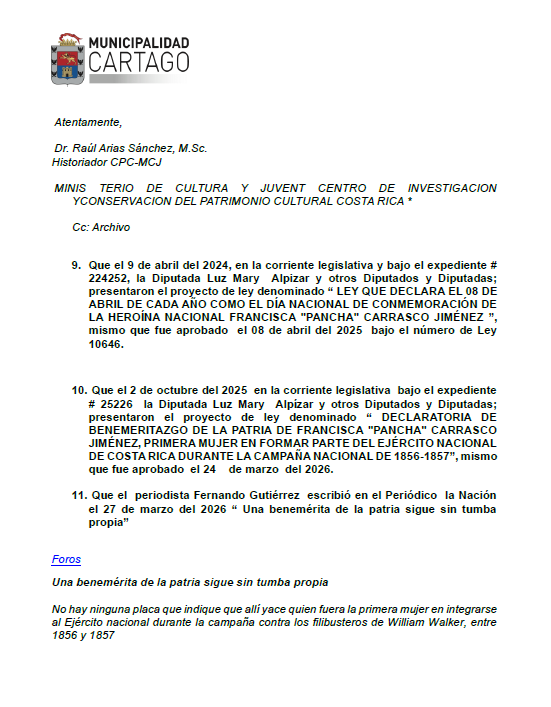 MUNICIPALIDAD
CARTAGO
Atentamente,
Dr. Raúl Arias Sánchez, M.Sc.
Historiador CPC-MCJ
MINIS TERIO DE CULTURA Y JUVENT CENTRO DE INVESTIGACION
YCONSERVACION DEL PATRIMONIO CULTURAL COSTA RICA *
Cc: Archivo
9. Que el 9 de abril del 2024, en la corriente legislativa y bajo el expediente #
224252, la Diputada Luz Mary Alpizar y otros Diputados y Diputadas;
presentaron el proyecto de ley denominado “ LEY QUE DECLARA EL 08 DE
ABRIL DE CADA AÑO COMO EL DÍA NACIONAL DE CONMEMORACIÓN DE
LA HEROÍNA NACIONAL FRANCISCA "PANCHA" CARRASCO JIMÉNEZ ”,
mismo que fue aprobado el 08 de abril del 2025 bajo el número de Ley
10646.
10. Que el 2 de octubre del 2025 en la corriente legislativa bajo el expediente
# 25226 la Diputada Luz Mary Alpízar y otros Diputados y Diputadas;
presentaron el proyecto de ley denominado “ DECLARATORIA DE
BENEMERITAZGO DE LA PATRIA DE FRANCISCA "PANCHA" CARRASCO
JIMÉNEZ, PRIMERA MUJER EN FORMAR PARTE DEL EJÉRCITO NACIONAL
DE COSTA RICA DURANTE LA CAMPAÑA NACIONAL DE 1856-1857”, mismo
que fue aprobado el 24 de marzo del 2026.
11. Que el periodista Fernando Gutiérrez escribió en el Periódico la Nación
el 27 de marzo del 2026 “ Una benemérita de la patria sigue sin tumba
propia”
Foros
Una benemérita de la patria sigue sin tumba propia
No hay ninguna placa que indique que allí yace quien fuera la primera mujer en integrarse
al Ejército nacional durante la campaña contra los filibusteros de William Walker, entre
1856 y 1857